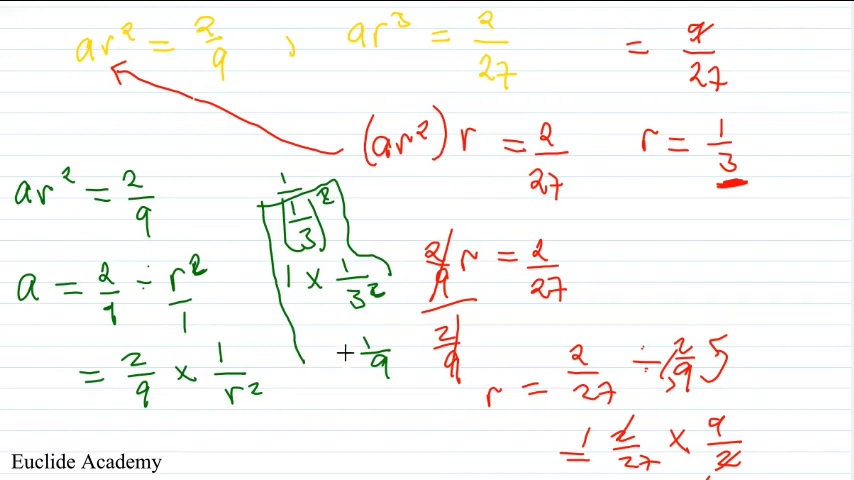 ar² = 2/9 , ar³ = 2/27
= 9/27
(ar²) r = 2/27
r = 1/3
ar² = 2/9
a = 2/9 ÷ r²/1
= 2/9 × 1/r²
1/(1/3)²
1 × 1/3²
1/9
2/9 r = 2/27
2/9
r = 2/27 ÷ 2/9
= 1 2/27 × 9/2
Euclide Academy